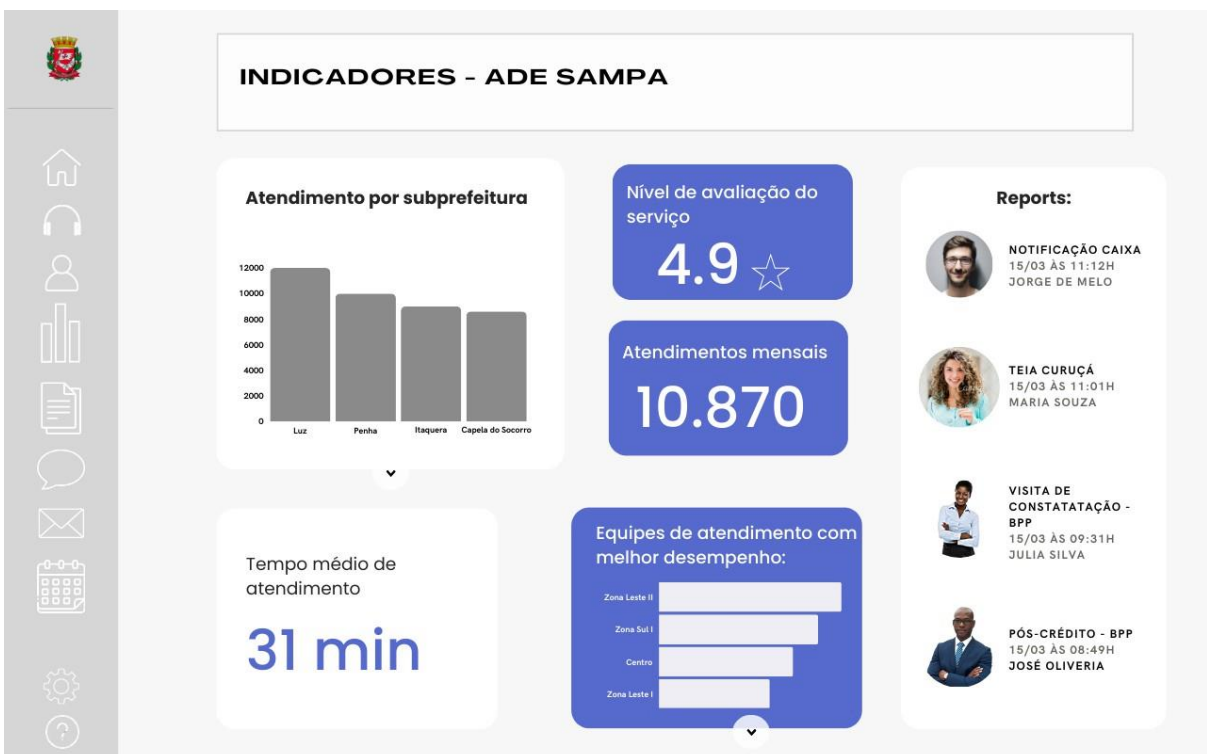 INDICADORES - ADE SAMPA
Atendimento por subprefeitura
12000
10000
8000
6000
4000
2000
0
Luz
Penha
Itaquera
Capela do Socorro
Nível de avaliação do
serviço
4.9
Atendimentos mensais
10.870
Tempo médio de
atendimento
31 min
Equipes de atendimento com
melhor desempenho:
Zona Leste II
Zona Sul I
Centro
Zona Leste I
Reports:
NOTIFICAÇÃO CAIXA
15/03 ÀS 11:12H
JORGE DE MELO
TEIA CURUÇÁ
15/03 ÀS 11:01H
MARIA SOUZA
VISITA DE
CONSTATATAÇÃO -
BPP
15/03 ÀS 09:31H
JULIA SILVA
PÓS-CRÉDITO - BPP
15/03 ÀS 08:49H
JOSÉ OLIVERIA